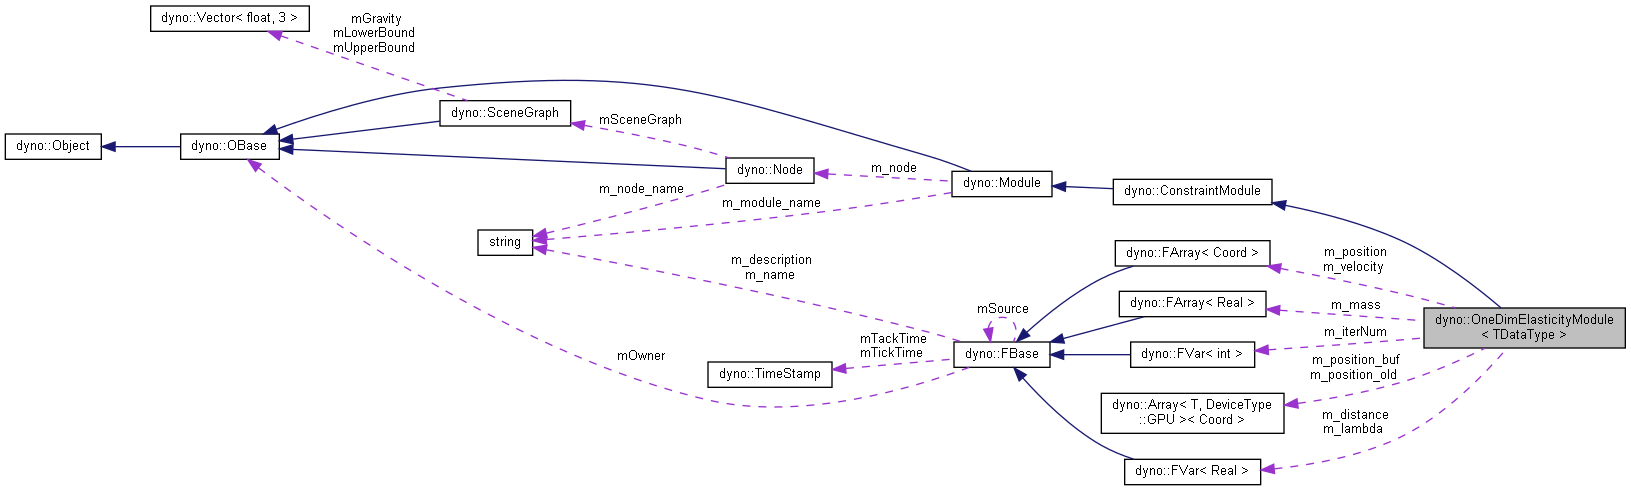 dyno::Vector< float, 3 >
mGravity
mLowerBound
mUpperBound
dyno::SceneGraph
mSceneGraph
dyno::Object
dyno::OBase
dyno::Node
m_node
dyno::Module
dyno::ConstraintModule
m_node_name
m_module_name
string
m_description
m_name
dyno::FArray< Coord >
m_position
m_velocity
mSource
dyno::FArray< Real >
m_mass
dyno::OneDimElasticityModule
< TDataType >
m_iterNum
mTackTime
mTickTime
dyno::FBase
dyno::FVar< int >
mOwner
dyno::TimeStamp
m_position_buf
m_position_old
dyno::Array< T, DeviceType
::GPU >< Coord >
m_distance
m_lambda
dyno::FVar< Real >